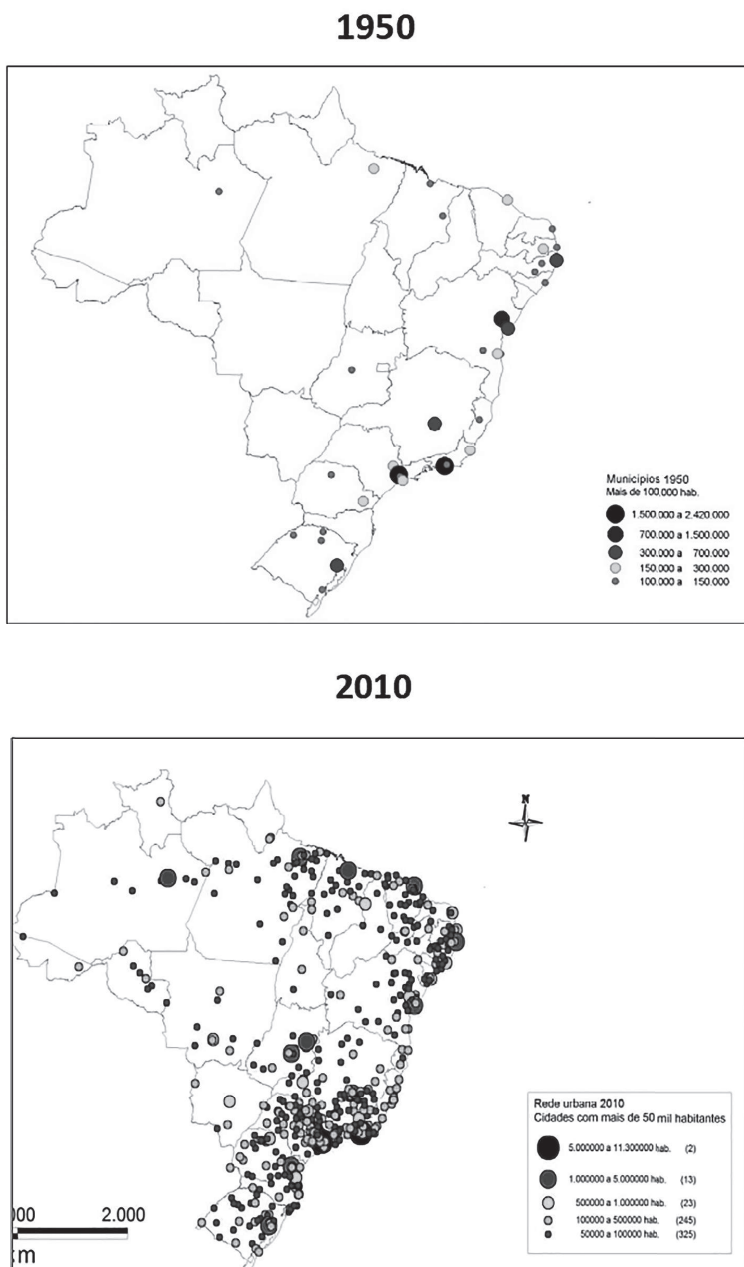 1950
Municípios 1950
Mais de 100,000 hab.
1.500.000 a 2.420.000
700.000 a 1.500.000
300.000 a 700.000
150.000 a 300.000
100.000 a 150.000
2010
N
Rede urbana 2010
Cidades com mais de 50 mil habitantes
5.000000 a 11.300000 hab. (2)
1.000000 a 5.000000 hab. (13)
500000 a 1.000000 hab. (23)
100000 a 500000 hab. (245)
50000 a 100000 hab. (325)
000 2.000
m